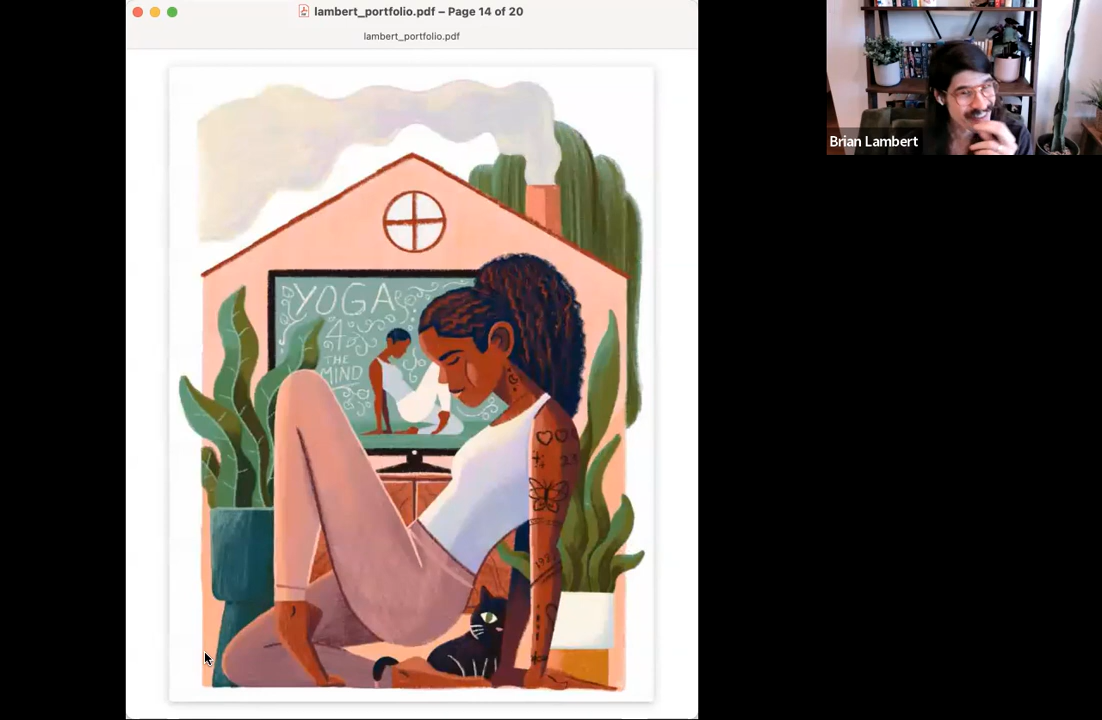 lambert_portfolio.pdf – Page 14 of 20
lambert_portfolio.pdf
YOGA
4
THE
MIND
Brian Lambert